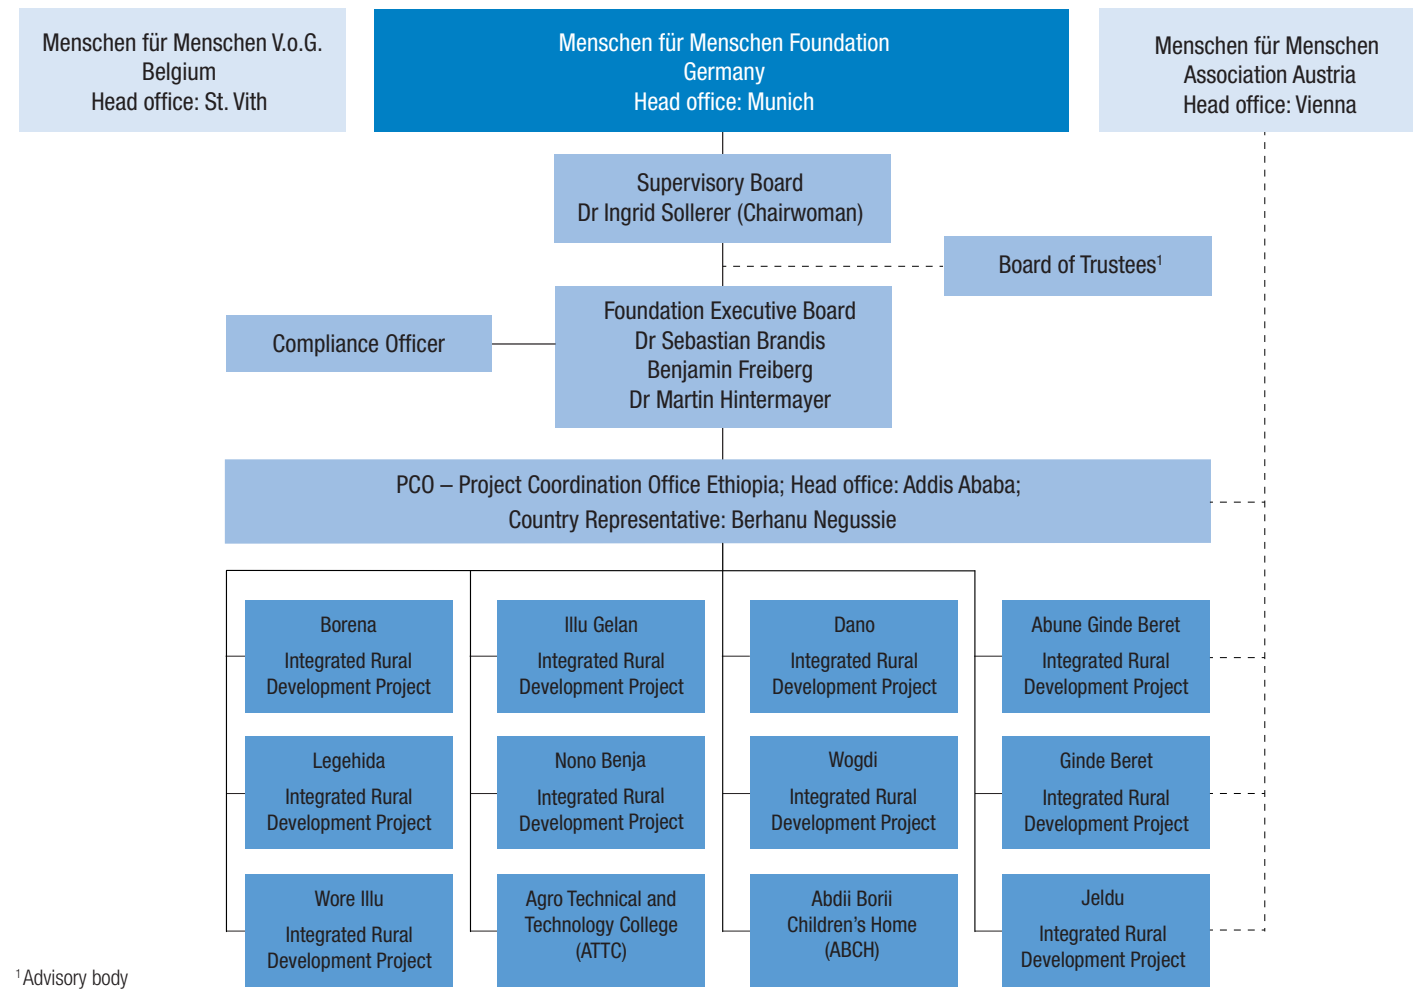 Menschen für Menschen V.o.G.
Belgium
Head office: St. Vith
Menschen für Menschen Foundation
Germany
Head office: Munich
Menschen für Menschen
Association Austria
Head office: Vienna
Supervisory Board
Dr Ingrid Sollerer (Chairwoman)
Board of Trustees¹
Foundation Executive Board
Dr Sebastian Brandis
Benjamin Freiberg
Dr Martin Hintermayer
Compliance Officer
PCO – Project Coordination Office Ethiopia; Head office: Addis Ababa;
Country Representative: Berhanu Negussie
Borena
Integrated Rural
Development Project
Illu Gelan
Integrated Rural
Development Project
Dano
Integrated Rural
Development Project
Abune Ginde Beret
Integrated Rural
Development Project
Legehida
Integrated Rural
Development Project
Nono Benja
Integrated Rural
Development Project
Wogdi
Integrated Rural
Development Project
Ginde Beret
Integrated Rural
Development Project
Wore Illu
Integrated Rural
Development Project
Agro Technical and
Technology College
(ATTC)
Abdii Borii
Children's Home
(ABCH)
Jeldu
Integrated Rural
Development Project
¹ Advisory body